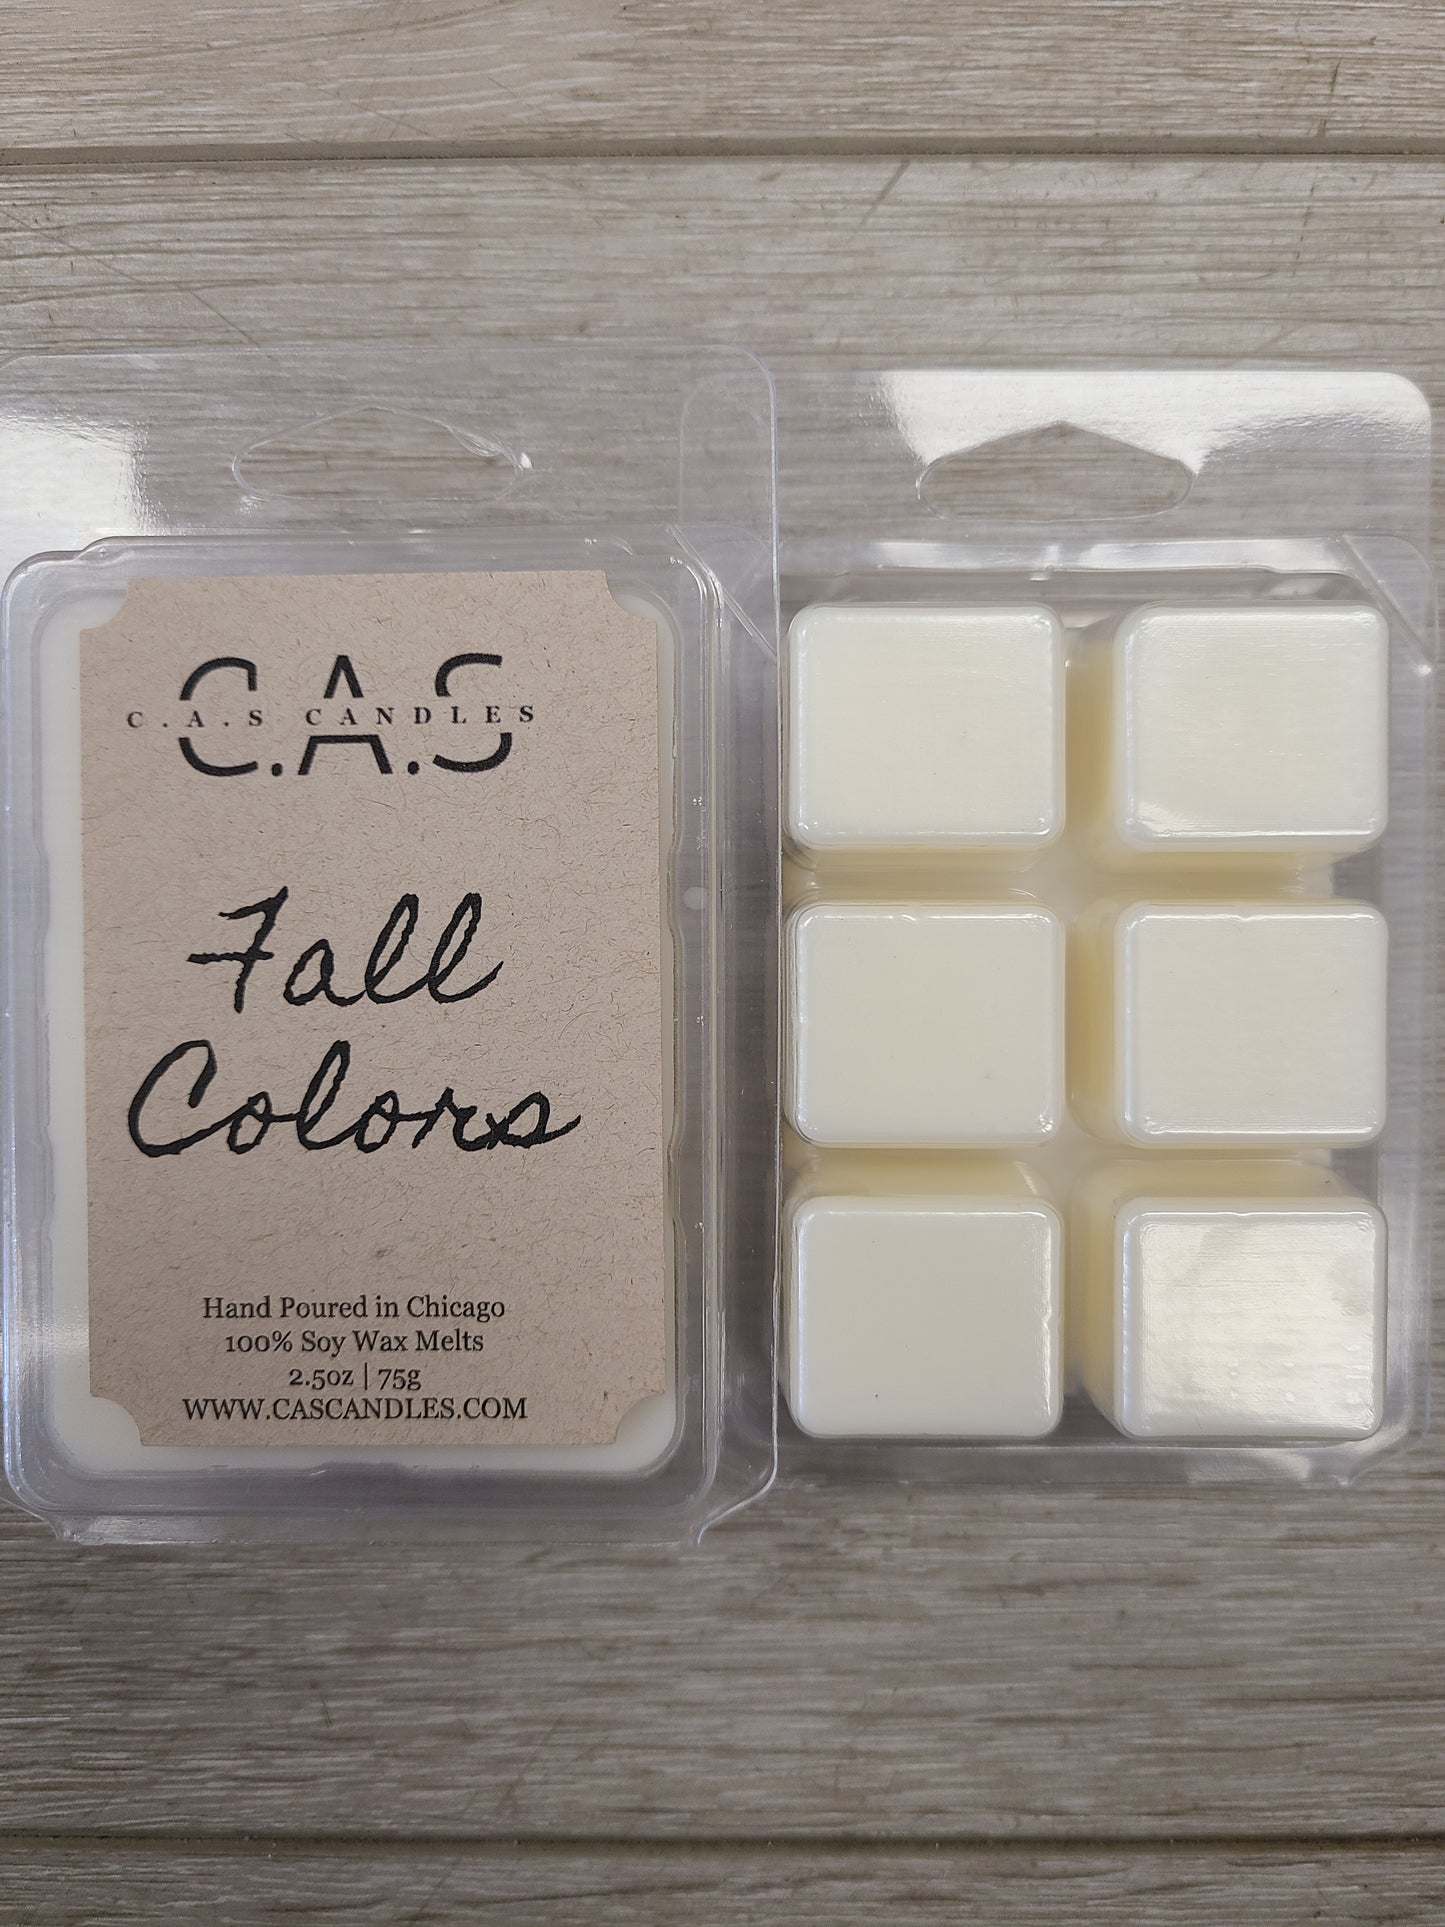 C.A.S
C.A.S CANDLES
Fall
Colors
Hand Poured in Chicago
100% Soy Wax Melts
2.5oz | 75g
WWW.CASCANDLES.COM